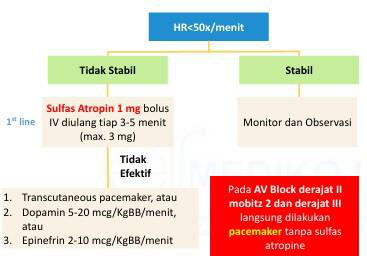 HR<50x/menit
Tidak Stabil
Stabil
1st line
Sulfas Atropin 1 mg bolus
IV diulang tiap 3-5 menit
(max. 3 mg)
Monitor dan Observasi
Tidak
Efektif
1. Transcutaneous pacemaker, atau
2. Dopamin 5-20 mcg/KgBB/menit,
atau
3. Epinefrin 2-10 mcg/KgBB/menit
Pada AV Block derajat II
mobitz 2 dan derajat III
langsung dilakukan
pacemaker tanpa sulfas
atropine